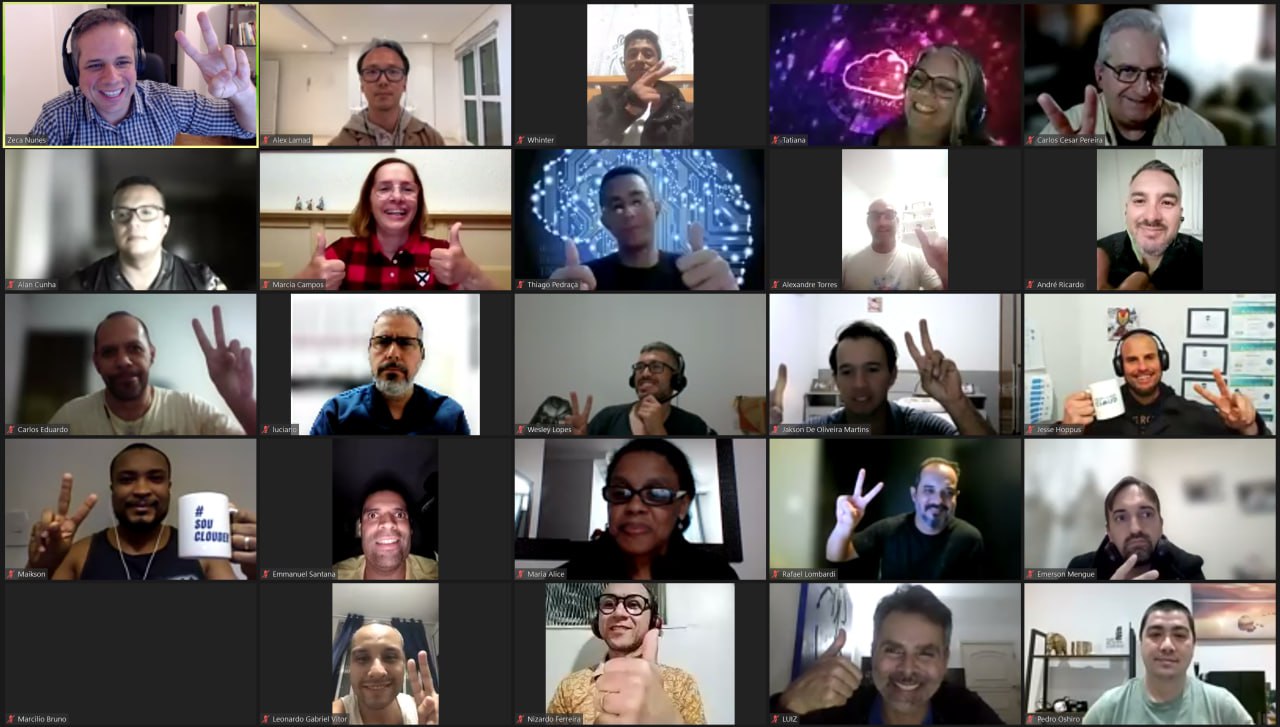 Zeca Nunes
Alex Lamad
Whinter
Tatiana
Carlos Cesar Pereira
Alan Cunha
Marcia Campos
Thiago Pedraça
Alexandre Torres
André Ricardo
Carlos Eduardo
luciano
Wesley Lopes
Jakson De Oliveira Martins
Jesse Hoppus
#
SOU
CLOUDE
Maikson
Emmanuel Santana
Maria Alice
Rafael Lombardi
Emerson Mengue
Marcilio Bruno
Leonardo Gabriel Vitor
Nizardo Ferreira
LUIZ
Pedro Oshiro